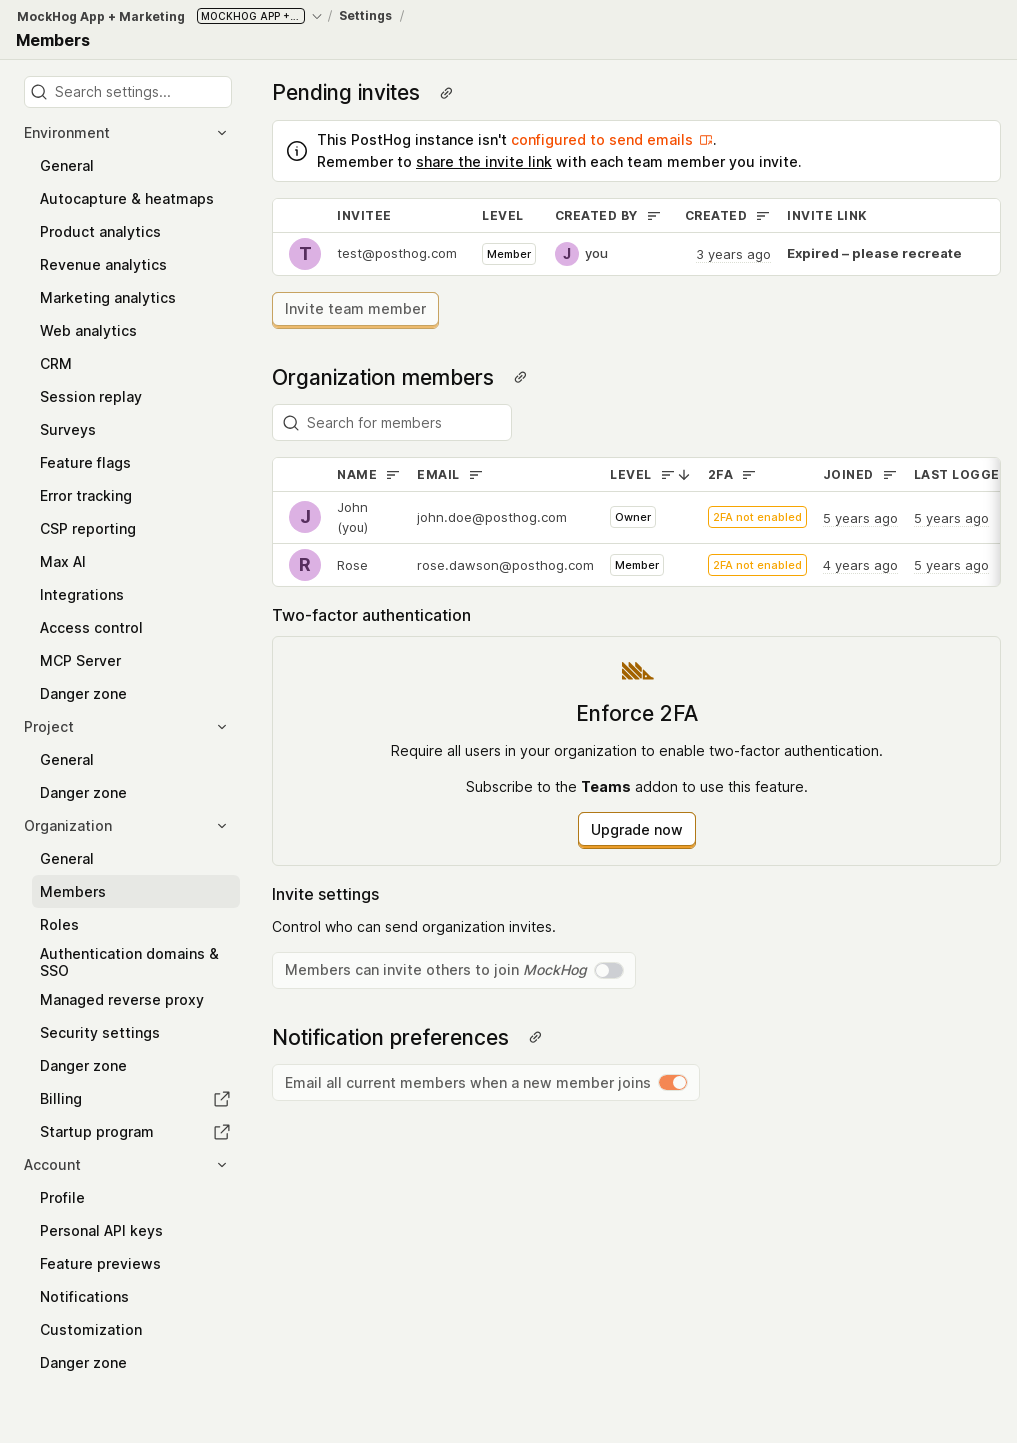 MockHog App + Marketing MOCKHOG APP +... / Settings /
Members
Search settings...
Environment
General
Autocapture & heatmaps
Product analytics
Revenue analytics
Marketing analytics
Web analytics
CRM
Session replay
Surveys
Feature flags
Error tracking
CSP reporting
Max AI
Integrations
Access control
MCP Server
Danger zone
Project
General
Danger zone
Organization
General
Members
Roles
Authentication domains &
SSO
Managed reverse proxy
Security settings
Danger zone
Billing
Startup program
Account
Profile
Personal API keys
Feature previews
Notifications
Customization
Danger zone
Pending invites
This PostHog instance isn't configured to send emails.
Remember to share the invite link with each team member you invite.
INVITEE LEVEL CREATED BY CREATED INVITE LINK
T test@posthog.com Member J you 3 years ago Expired – please recreate
Invite team member
Organization members
Search for members
NAME EMAIL LEVEL 2FA JOINED LAST LOGGE
J John (you) john.doe@posthog.com Owner 2FA not enabled 5 years ago 5 years ago
R Rose rose.dawson@posthog.com Member 2FA not enabled 4 years ago 5 years ago
Two-factor authentication
Enforce 2FA
Require all users in your organization to enable two-factor authentication.
Subscribe to the Teams addon to use this feature.
Upgrade now
Invite settings
Control who can send organization invites.
Members can invite others to join MockHog
Notification preferences
Email all current members when a new member joins